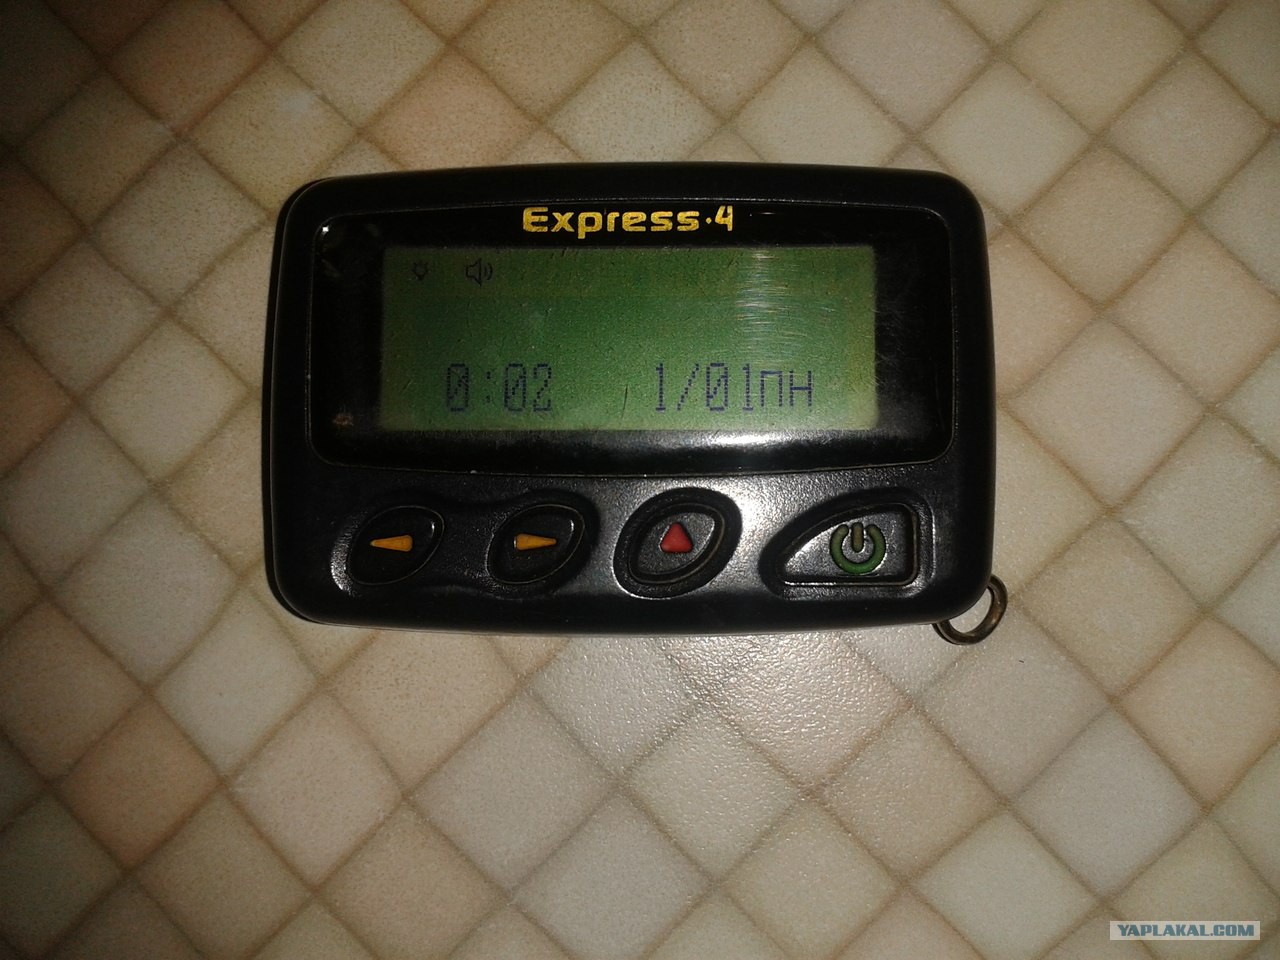 Express·4
0:02 1/01пн
YAPLAKAL.COM